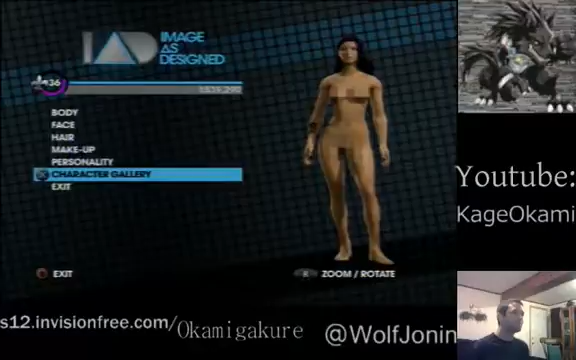 IMAGE
AS
DESIGNED
36
BODY
FACE
HAIR
MAKE-UP
PERSONALITY
CHARACTER GALLERY
EXIT
EXIT
R ZOOM / ROTATE
Youtube:
KageOkami
s12.invisionfree.com/Okamigakure
@WolfJonin